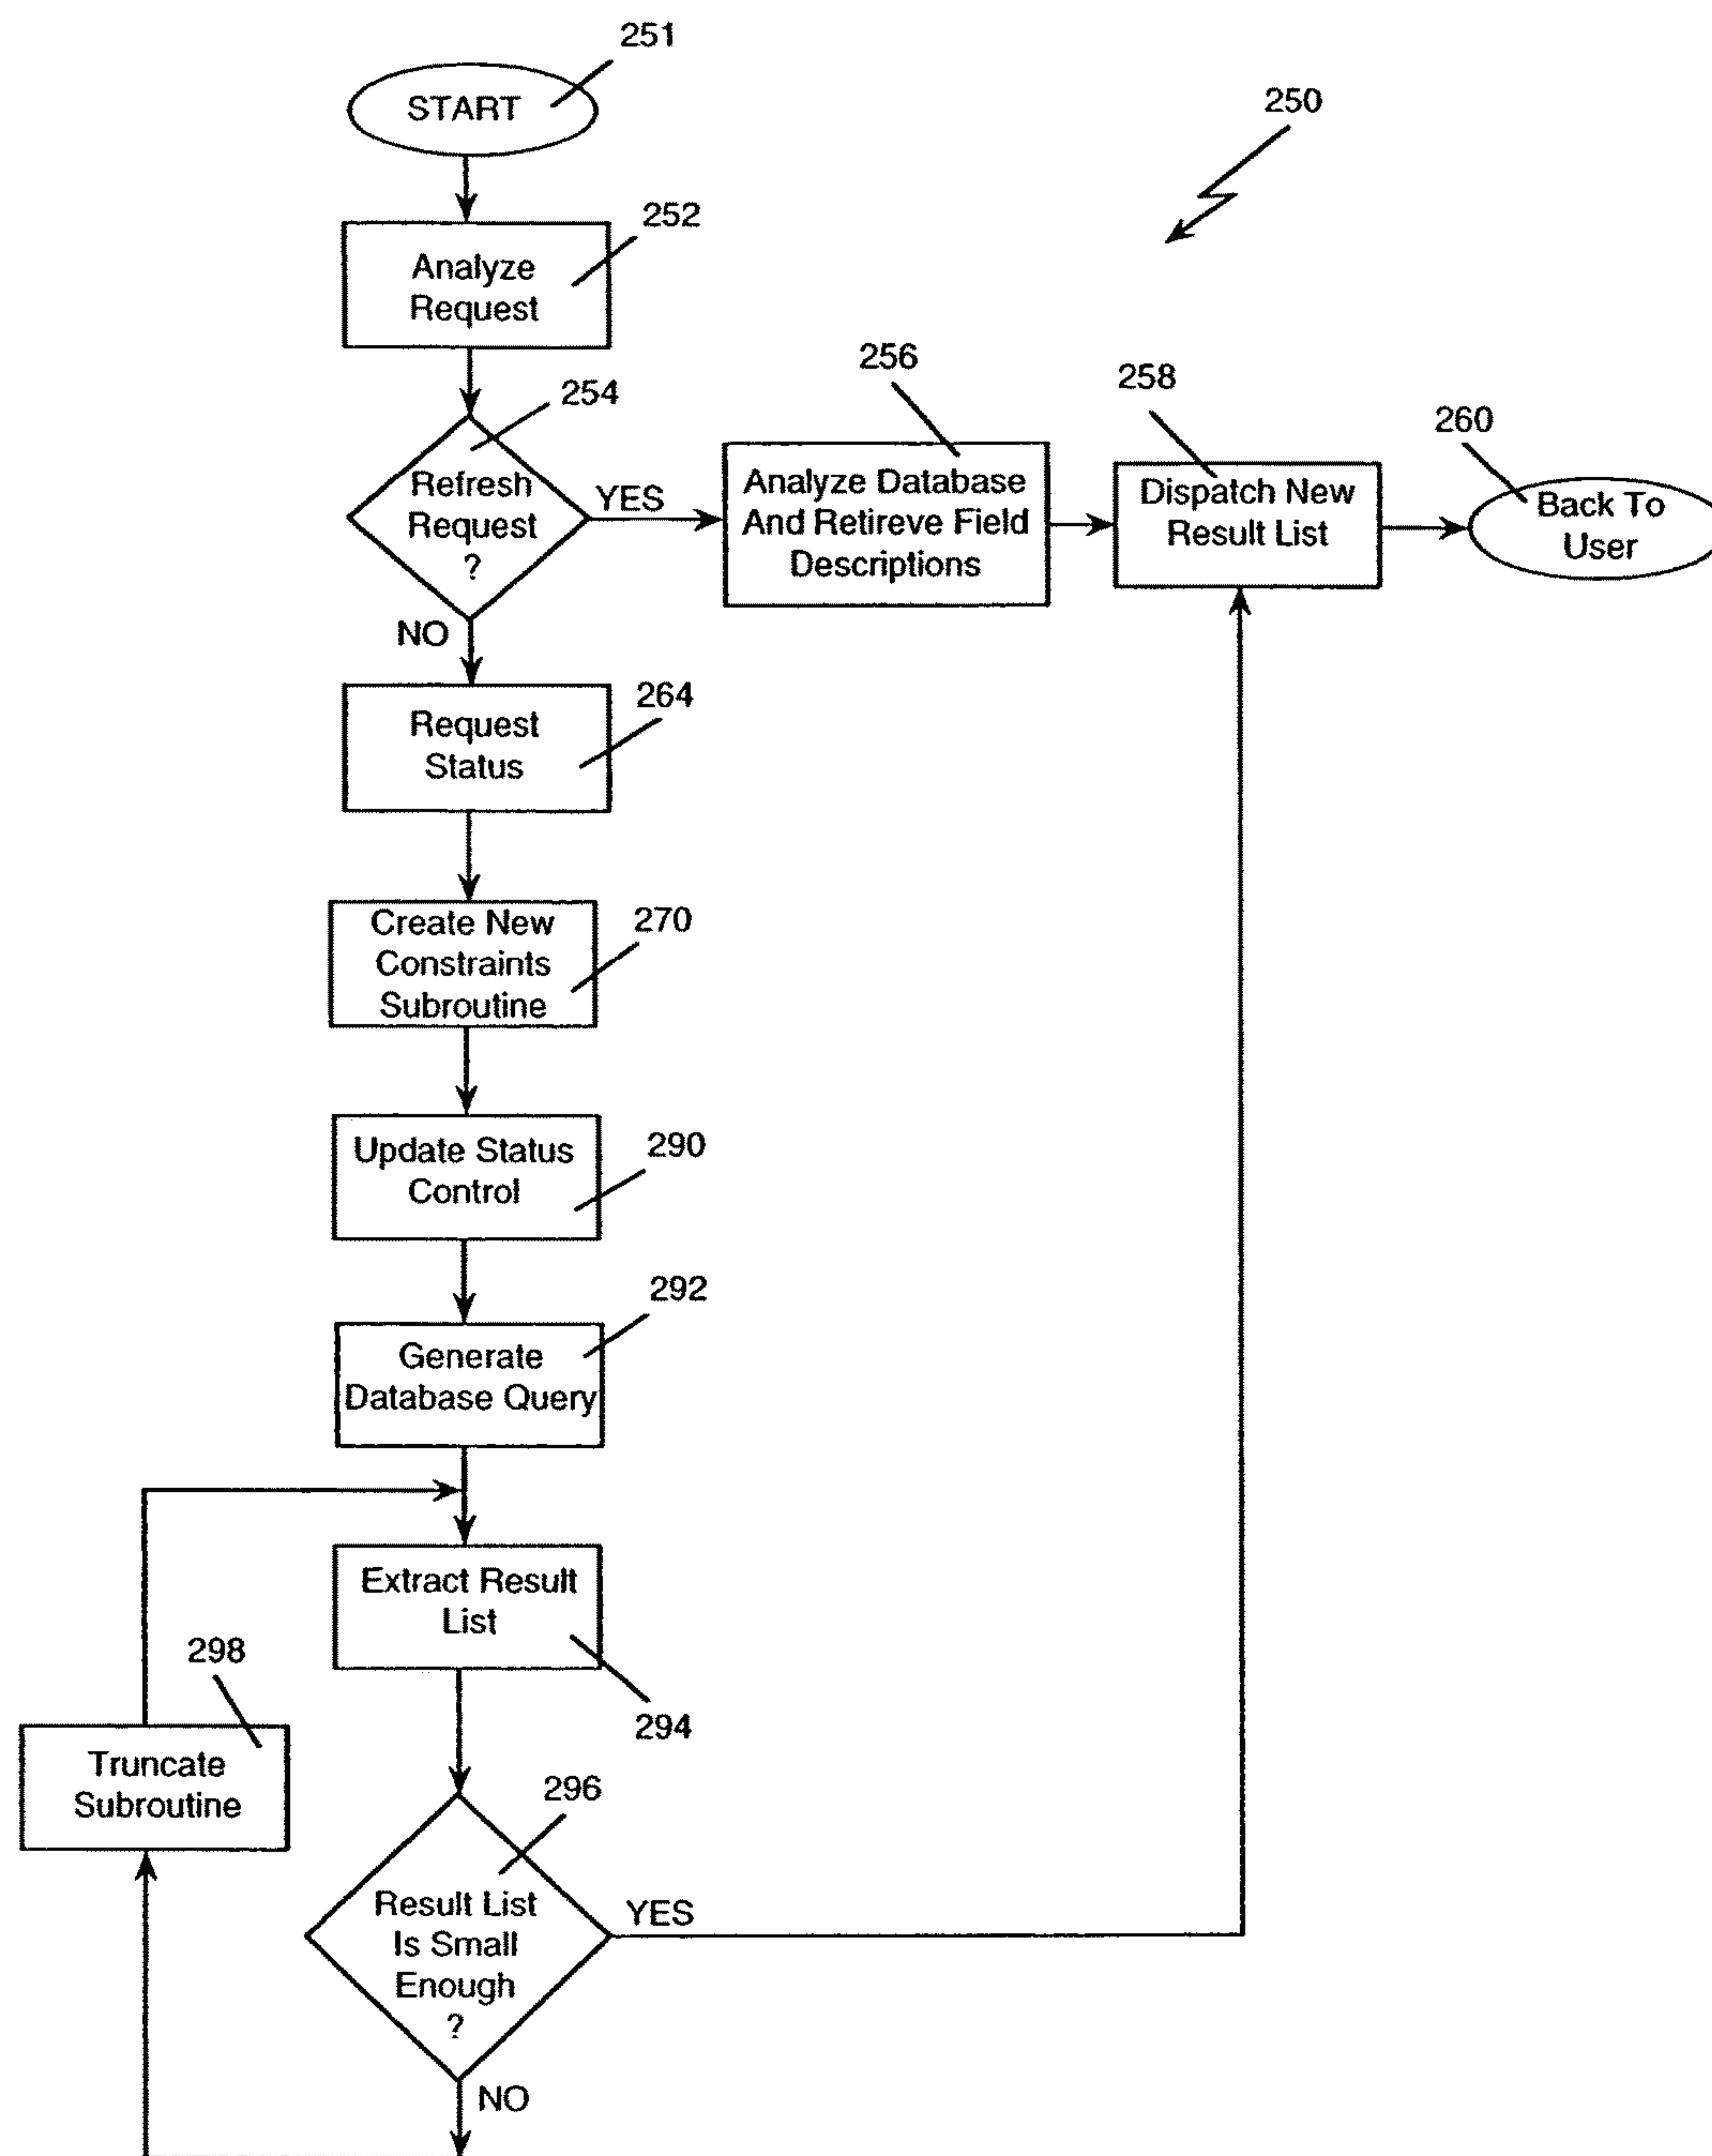 251
START
250
252
Analyze
Request
254
Refresh
Request
?
YES
NO
256
Analyze Database
And Retireve Field
Descriptions
258
Dispatch New
Result List
260
Back To
User
264
Request
Status
270
Create New
Constraints
Subroutine
290
Update Status
Control
292
Generate
Database Query
Extract Result
List
294
298
Truncate
Subroutine
296
Result List
Is Small
Enough
?
YES
NO